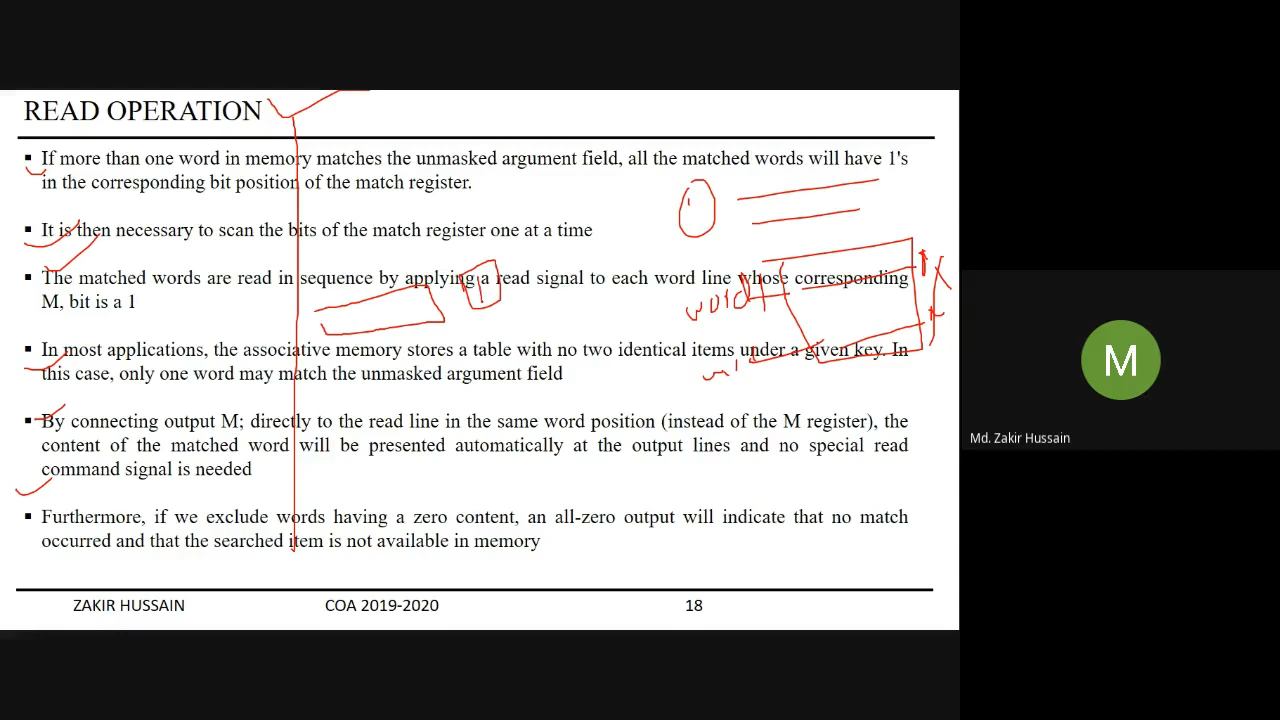 READ OPERATION
▪ If more than one word in memory matches the unmasked argument field, all the matched words will have 1's
in the corresponding bit position of the match register.
▪ It is then necessary to scan the bits of the match register one at a time
▪ The matched words are read in sequence by applying a read signal to each word line whose corresponding
M, bit is a 1
word
▪ In most applications, the associative memory stores a table with no two identical items under a given key. In
this case, only one word may match the unmasked argument field
▪ By connecting output M; directly to the read line in the same word position (instead of the M register), the
content of the matched word will be presented automatically at the output lines and no special read
command signal is needed
▪ Furthermore, if we exclude words having a zero content, an all-zero output will indicate that no match
occurred and that the searched item is not available in memory
ZAKIR HUSSAIN COA 2019-2020 18
M
Md. Zakir Hussain